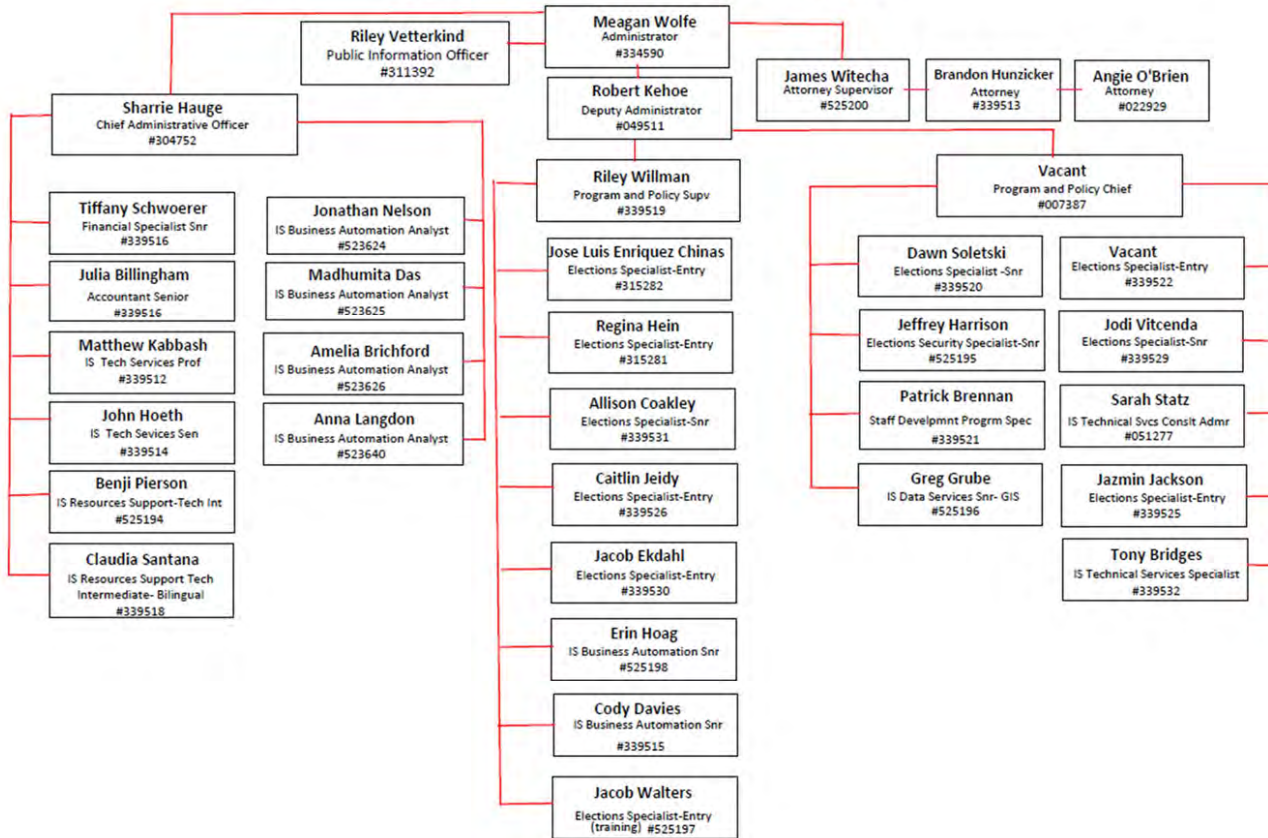 Meagan Wolfe
Administrator
#334590
Riley Vetterkind
Public Information Officer
#311392
James Witecha
Attorney Supervisor
#525200
Brandon Hunzicker
Attorney
#339513
Angie O'Brien
Attorney
#022929
Robert Kehoe
Deputy Administrator
#049511
Sharrie Hauge
Chief Administrative Officer
#304752
Riley Willman
Program and Policy Supv
#339519
Vacant
Program and Policy Chief
#007387
Tiffany Schwoerer
Financial Specialist Snr
#339516
Julia Billingham
Accountant Senior
#339516
Matthew Kabbash
IS Tech Services Prof
#339512
John Hoeth
IS Tech Sevices Sen
#339514
Benji Pierson
IS Resources Support-Tech Int
#525194
Claudia Santana
IS Resources Support Tech
Intermediate- Bilingual
#339518
Jonathan Nelson
IS Business Automation Analyst
#523624
Madhumita Das
IS Business Automation Analyst
#523625
Amelia Brichford
IS Business Automation Analyst
#523626
Anna Langdon
IS Business Automation Analyst
#523640
Jose Luis Enriquez Chinas
Elections Specialist-Entry
#315282
Regina Hein
Elections Specialist-Entry
#315281
Allison Coakley
Elections Specialist-Snr
#339531
Caitlin Jeidy
Elections Specialist-Entry
#339526
Jacob Ekdahl
Elections Specialist-Entry
#339530
Erin Hoag
IS Business Automation Snr
#525198
Cody Davies
IS Business Automation Snr
#339515
Jacob Walters
Elections Specialist-Entry
(training) #525197
Dawn Soletski
Elections Specialist -Snr
#339520
Jeffrey Harrison
Elections Security Specialist-Snr
#525195
Patrick Brennan
Staff Develpmnt Progrm Spec
#339521
Greg Grube
IS Data Services Snr- GIS
#525196
Vacant
Elections Specialist-Entry
#339522
Jodi Vitcenda
Elections Specialist-Snr
#339529
Sarah Statz
IS Technical Svcs Conslt Admr
#051277
Jazmin Jackson
Elections Specialist-Entry
#339525
Tony Bridges
IS Technical Services Specialist
#339532